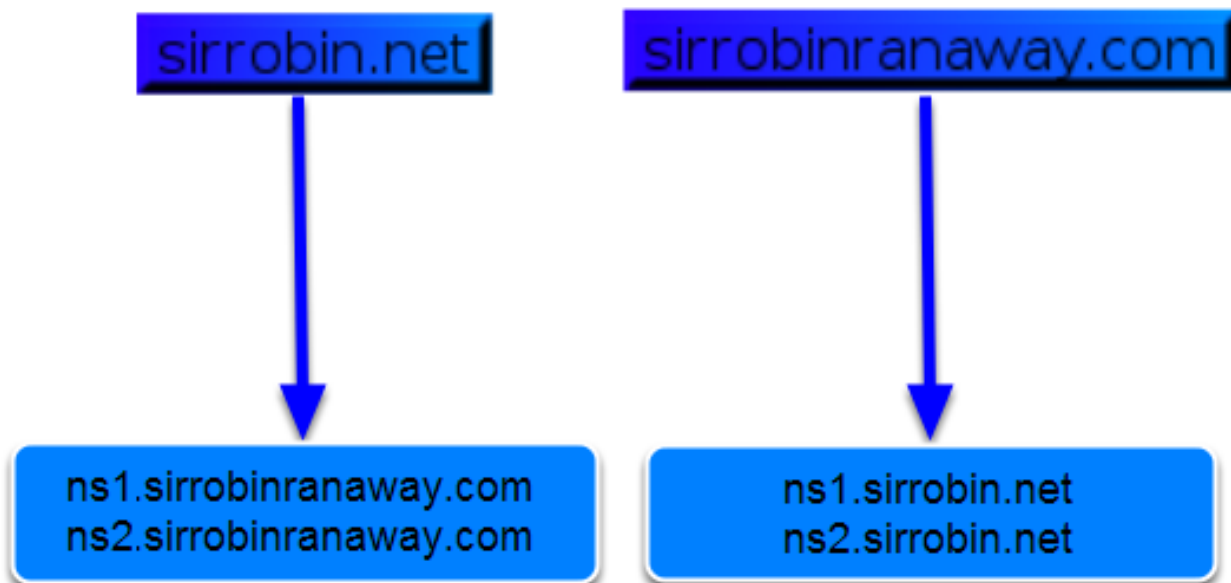 sirrobin.net
sirrobinranaway.com
ns1.sirrobinranaway.com
ns2.sirrobinranaway.com
ns1.sirrobin.net
ns2.sirrobin.net